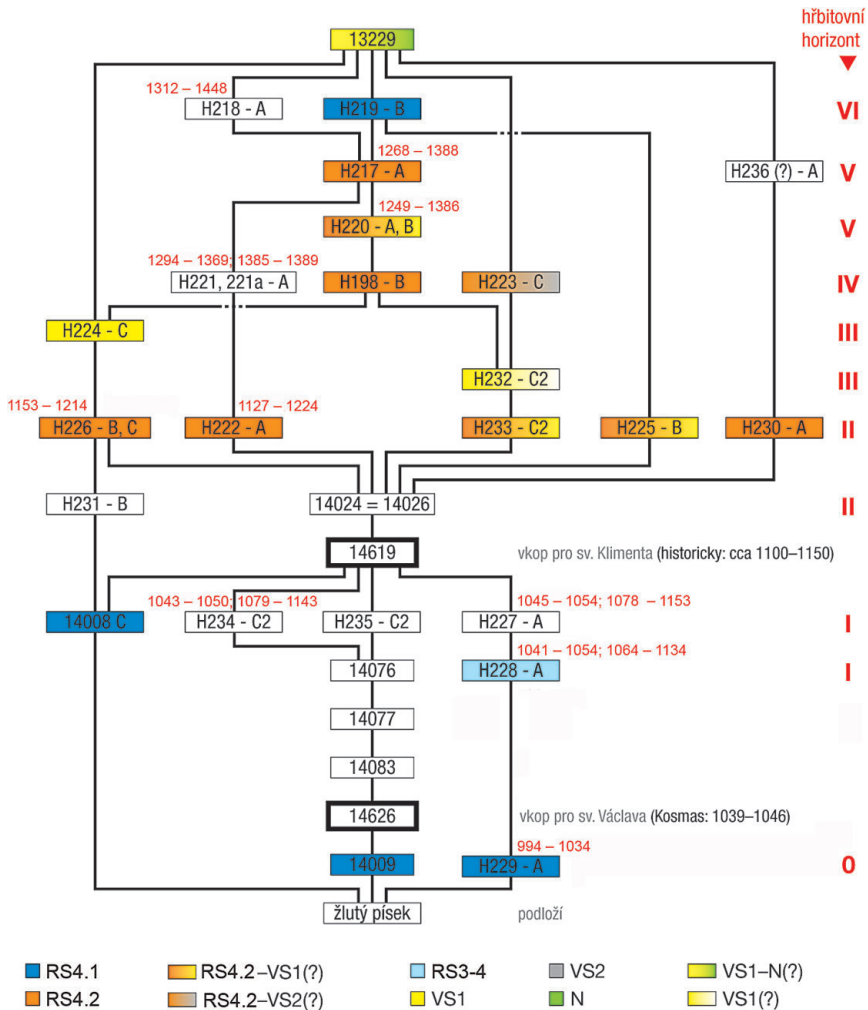 hřbitovní
horizont
13229
1312 – 1448
H218 - A
H219 - B
VI
1268 – 1388
H217 - A
H236 (?) - A
V
1249 – 1386
H220 - A, B
V
1294 – 1369; 1385 – 1389
H221, 221a - A
H198 - B
H223 - C
IV
H224 - C
III
H232 - C2
III
1153 – 1214
1127 – 1224
H226 - B, C
H222 - A
H233 - C2
H225 - B
H230 - A
II
H231 - B
14024 = 14026
II
14619
vkop pro sv. Klimenta (historicky: cca 1100–1150)
1043 – 1050; 1079 – 1143
1045 – 1054; 1078 – 1153
14008 C
H234 - C2
H235 - C2
H227 - A
I
1041 – 1054; 1064 – 1134
14076
H228 - A
I
14077
14083
14626
vkop pro sv. Václava (Kosmas: 1039–1046)
994 – 1034
14009
H229 - A
0
žlutý písek
podloží
RS4.1
RS4.2–VS1(?)
RS3-4
VS2
VS1–N(?)
RS4.2
RS4.2–VS2(?)
VS1
N
VS1(?)